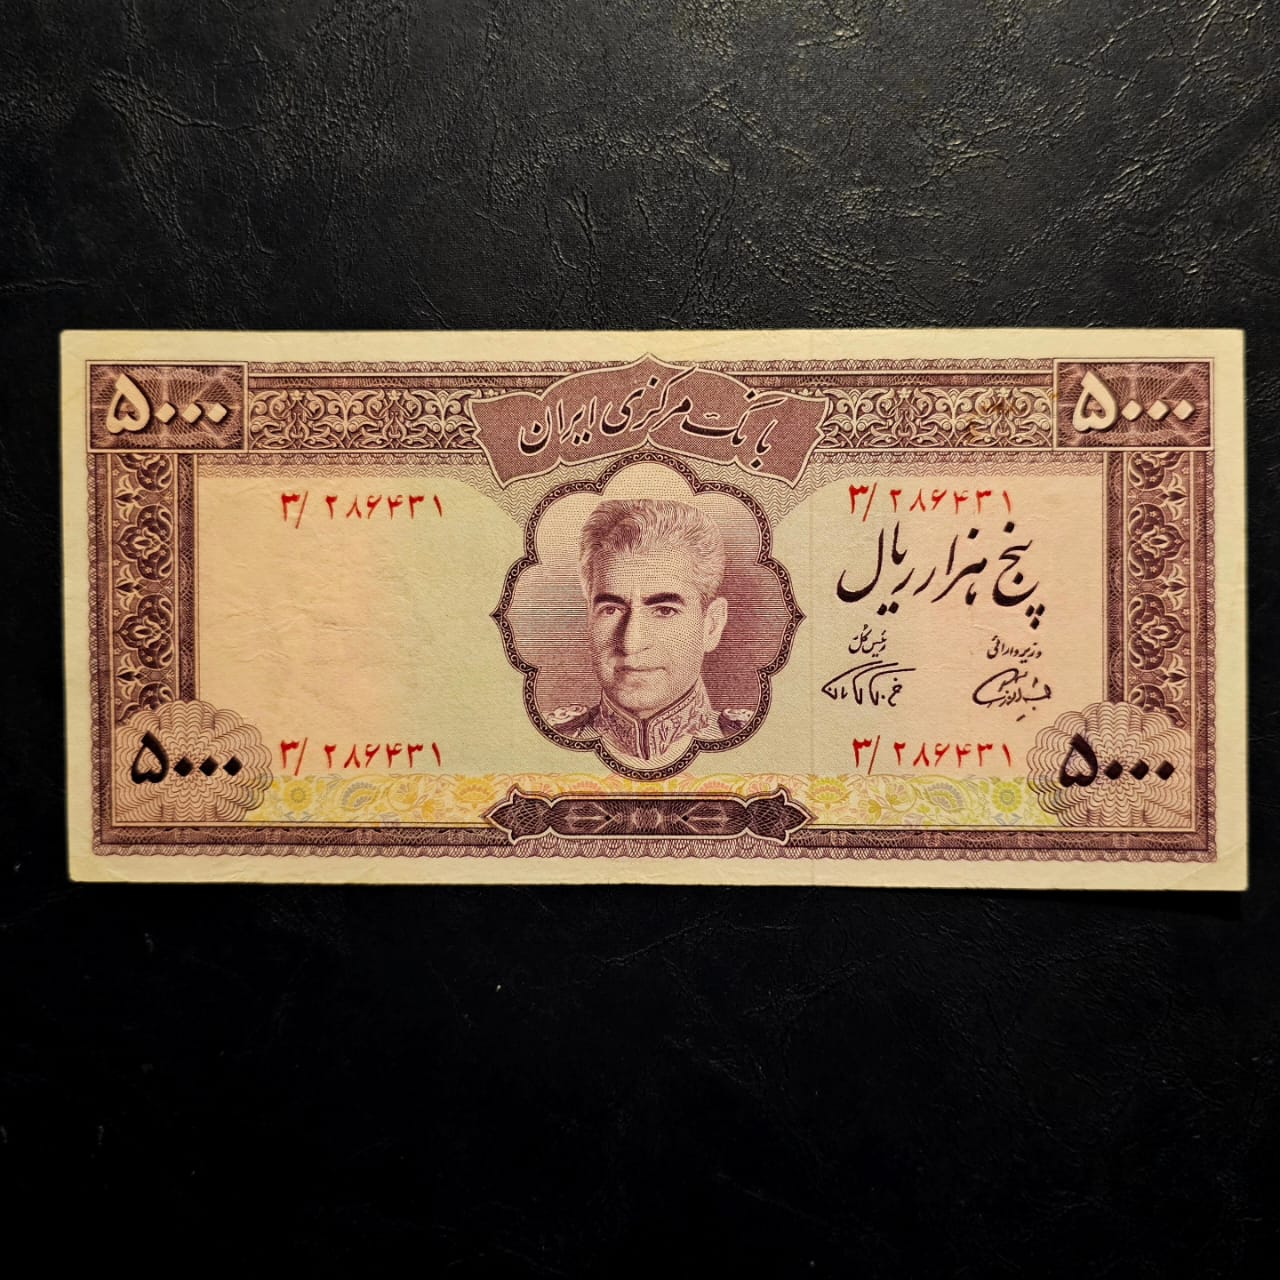 بانک مرکزی ایران
۵۰۰۰ ۵۰۰۰
۳/ ۲۸۶۴۳۱ ۳/ ۲۸۶۴۳۱
پنج هزار ریال
وزیر دارائی رئیس کل
۳/ ۲۸۶۴۳۱ ۳/ ۲۸۶۴۳۱
۵۰۰۰ ۵۰۰۰